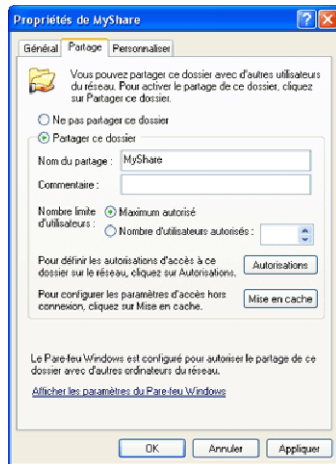 Propriétés de MyShare
Général Partage Personnaliser
Vous pouvez partager ce dossier avec d'autres utilisateurs
du réseau. Pour activer le partage de ce dossier, cliquez
sur Partager ce dossier.
Ne pas partager ce dossier
Partager ce dossier
Nom du partage : MyShare
Commentaire :
Nombre limite
d'utilisateurs :
Maximum autorisé
Nombre d'utilisateurs autorisés :
Pour définir les autorisations d'accès à ce
dossier sur le réseau, cliquez sur Autorisations.
Autorisations
Pour configurer les paramètres d'accès hors
connexion, cliquez sur Mise en cache.
Mise en cache
Le Pare-feu Windows est configuré pour autoriser le partage de ce
dossier avec d'autres ordinateurs du réseau.
Afficher les paramètres du Pare-feu Windows
OK Annuler Appliquer